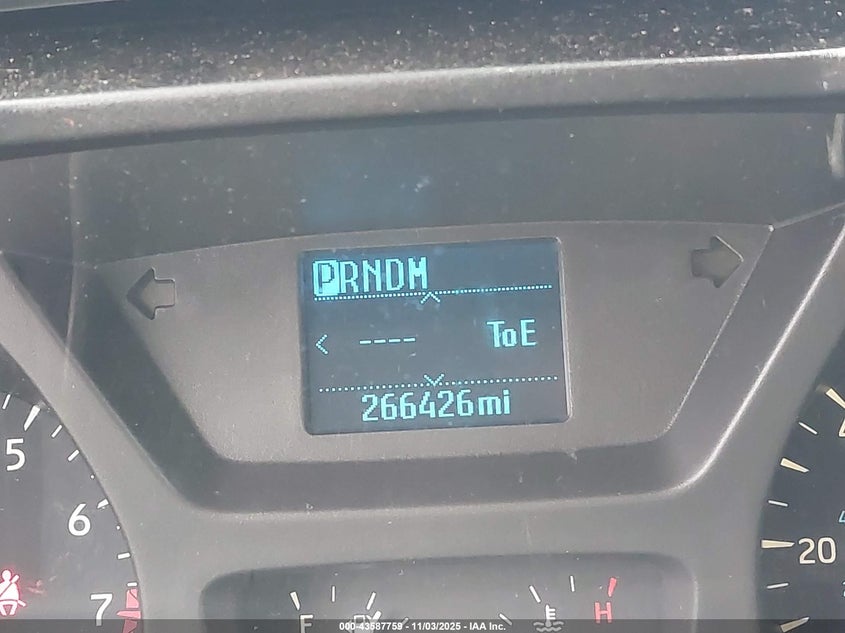 PRNDM
< ---- ToE
266426mi
5
6
7
20
E
H
000-43587759 - 11/03/2025 - IAA Inc.